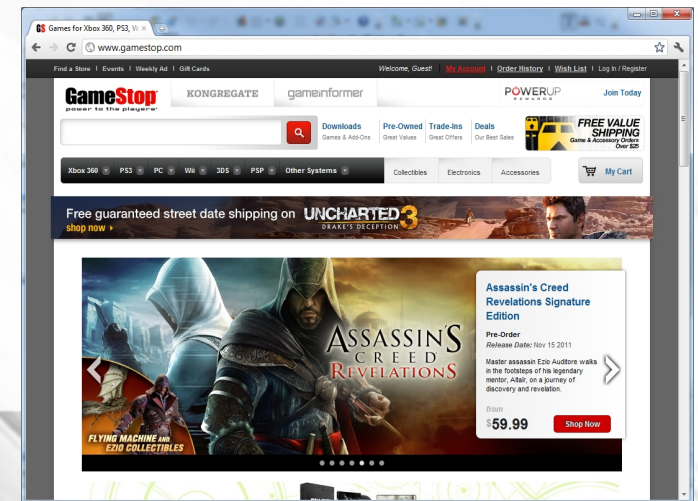 GS Games for Xbox 360, PS3, W
www.gamestop.com
Find a Store | Events | Weekly Ad | Gift Cards
Welcome, Guest! My Account | Order History | Wish List | Log In / Register
GameStop
power to the players
KONGREGATE
gameinformer
POWERUP
REWARDS
Join Today
Downloads
Games & Add-Ons
Pre-Owned
Great Values
Trade-Ins
Great Offers
Deals
Our Best Sales
FREE VALUE
SHIPPING
Game & Accessory Orders
Over $25
Xbox 360 PS3 PC Wii 3DS PSP Other Systems
Collectibles Electronics Accessories
My Cart
Free guaranteed street date shipping on
shop now
UNCHARTED 3
DRAKE'S DECEPTION
ASSASSIN'S
CREED
REVELATIONS
FLYING MACHINE AND
EZIO COLLECTIBLES
Assassin's Creed
Revelations Signature
Edition
Pre-Order
Release Date: Nov 15 2011
Master assassin Ezio Auditore walks
in the footsteps of his legendary
mentor, Altair, on a journey of
discovery and revelation.
from
$59.99
Shop Now